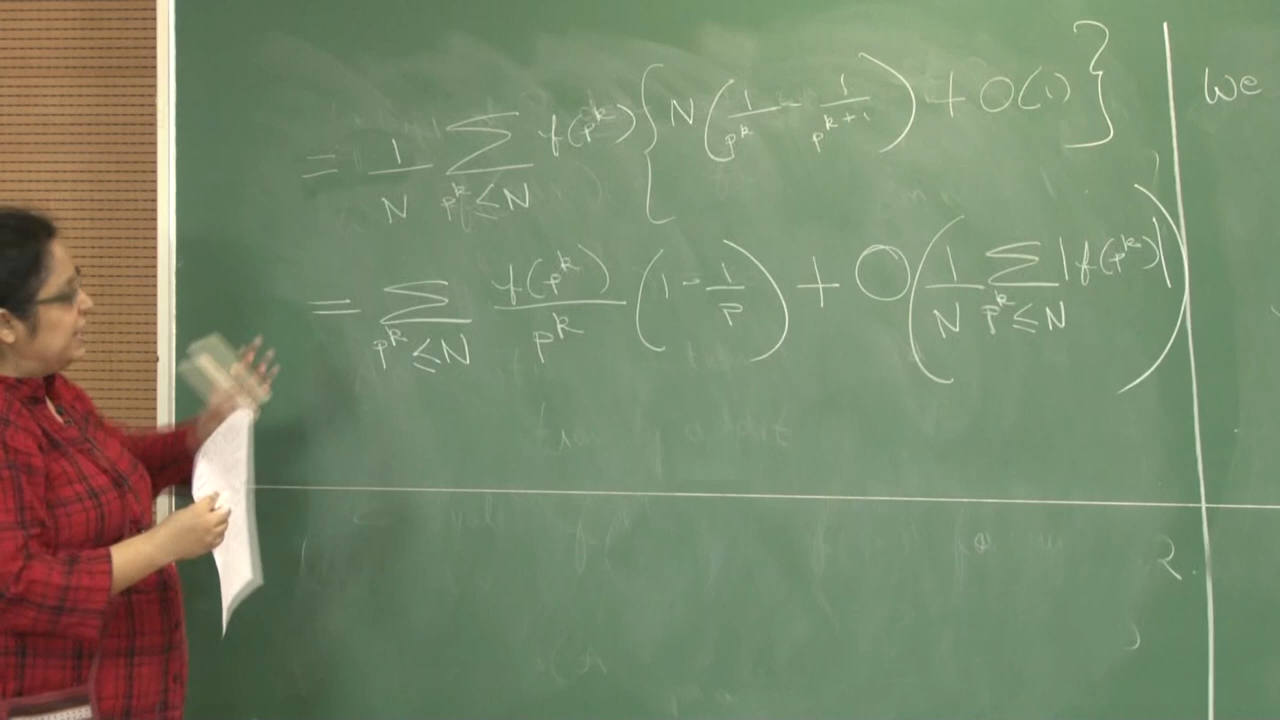 = 1/N ∑_{p^k ≤ N} f(p^k) { N ( 1/p^k - 1/p^{k+1} ) + O(1) }
We
= ∑_{p^k ≤ N} f(p^k)/p^k ( 1 - 1/p ) + O( 1/N ∑_{p^k ≤ N} |f(p^k)| )